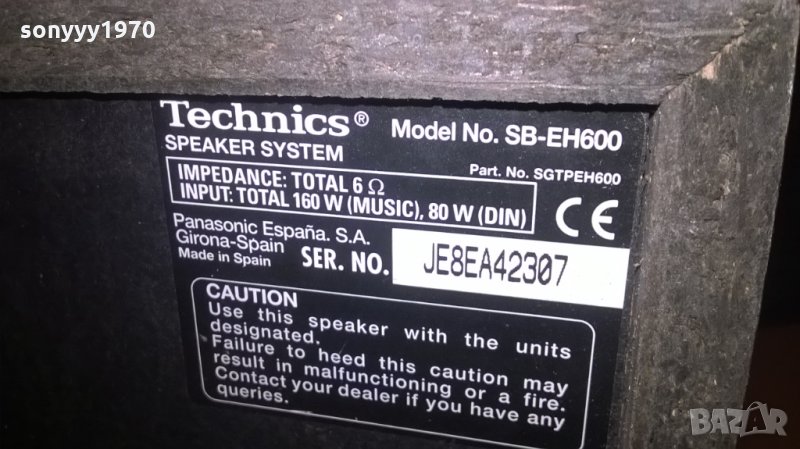 sonyyy1970
Technics® Model No. SB-EH600
SPEAKER SYSTEM
Part. No. SGTPEH600
IMPEDANCE: TOTAL 6 Ω
INPUT: TOTAL 160 W (MUSIC), 80 W (DIN)
CE
Panasonic España. S.A.
Girona-Spain
Made in Spain
SER. NO. JE8EA42307
CAUTION
Use this speaker with the units
designated.
Failure to heed this caution may
result in malfunctioning or a fire.
Contact your dealer if you have any
queries.
BAZAR